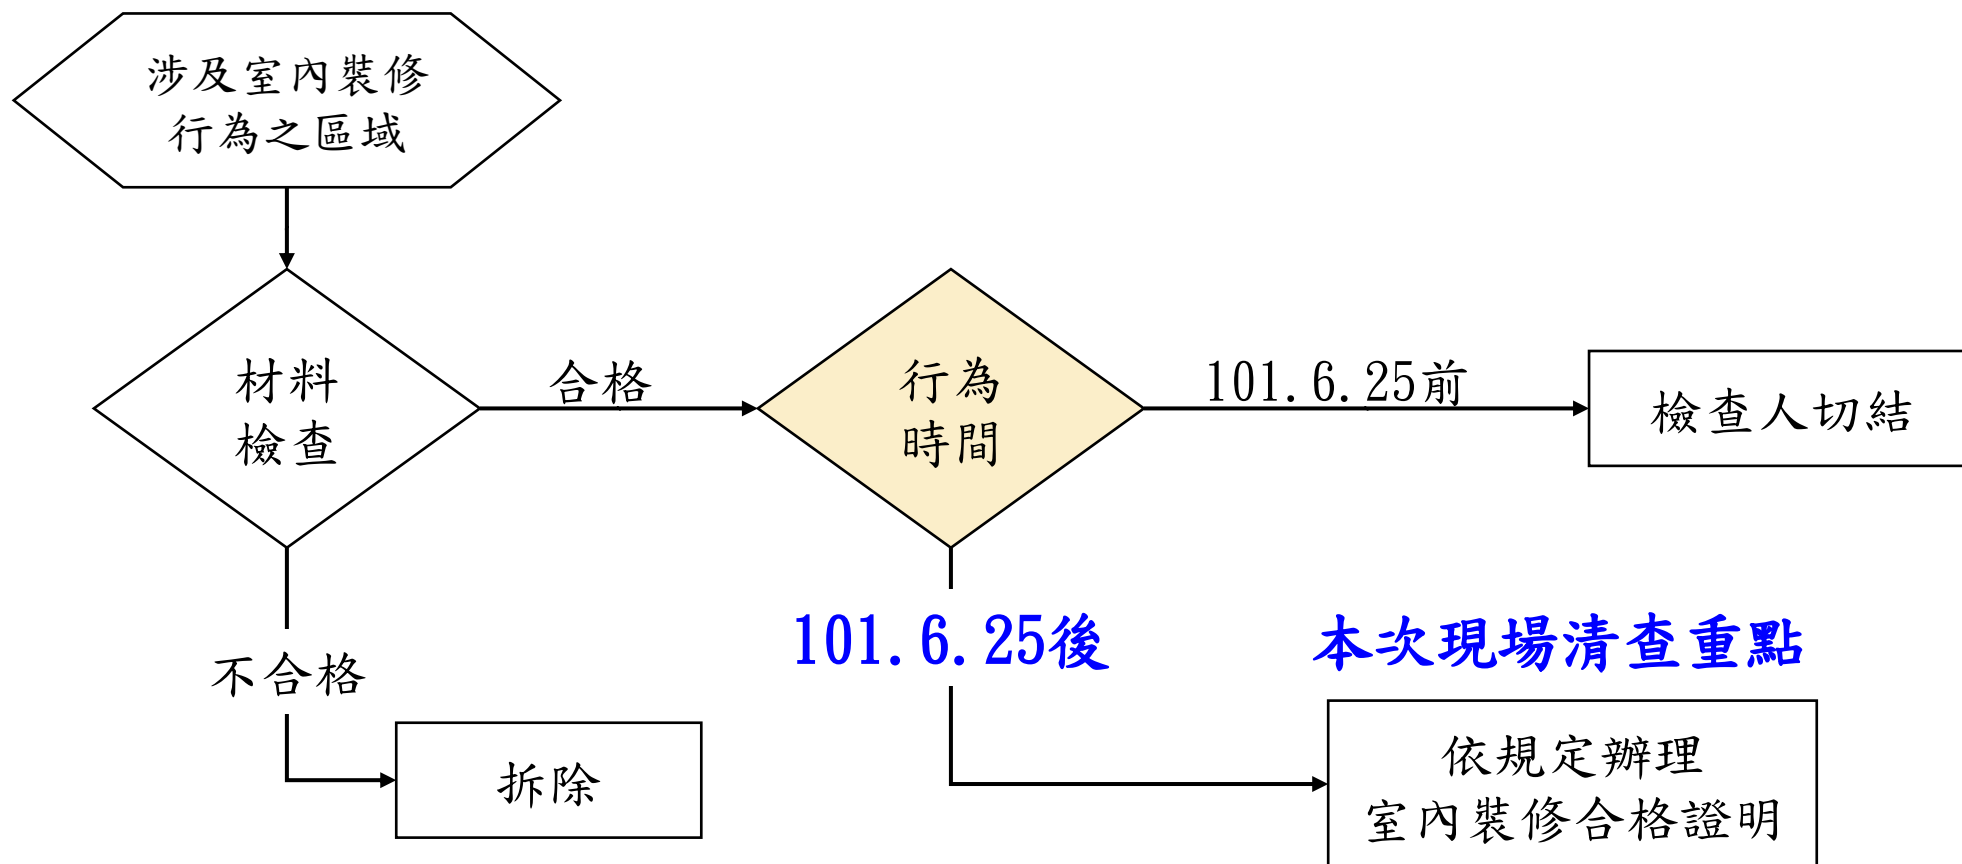 涉及室內裝修
行為之區域
材料
檢查
合格
行為
時間
101.6.25前
檢查人切結
不合格
拆除
101.6.25後
本次現場清查重點
依規定辦理
室內裝修合格證明